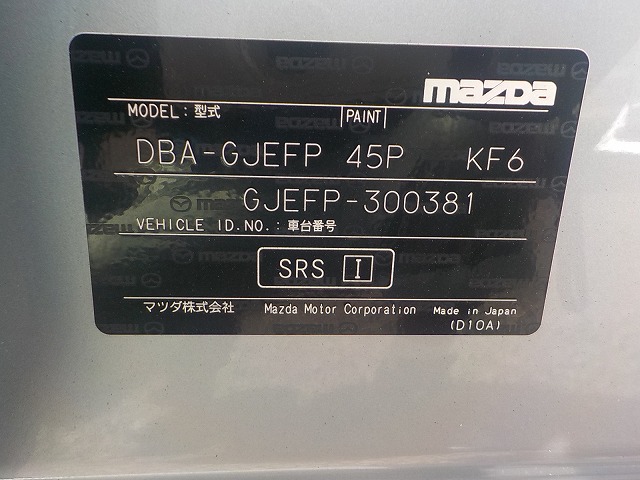 mazda
MODEL: 型式 PAINT
DBA-GJEFP 45P KF6
GJEFP-300381
VEHICLE ID.NO.: 車台番号
SRS I
マツダ株式会社 Mazda Motor Corporation Made in Japan
(D10A)